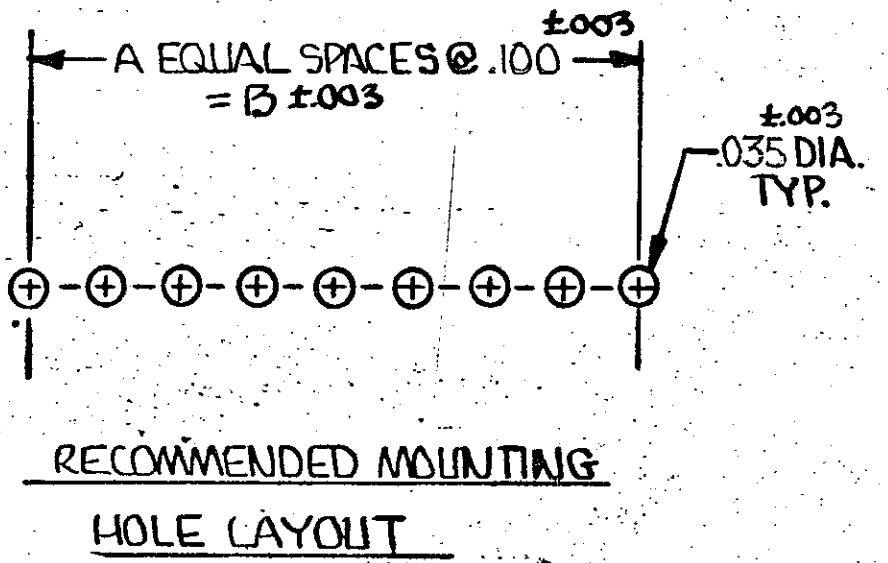 ±.003
A EQUAL SPACES @ .100
= B ±.003
±.003
.035 DIA.
TYP.
RECOMMENDED MOUNTING
HOLE LAYOUT